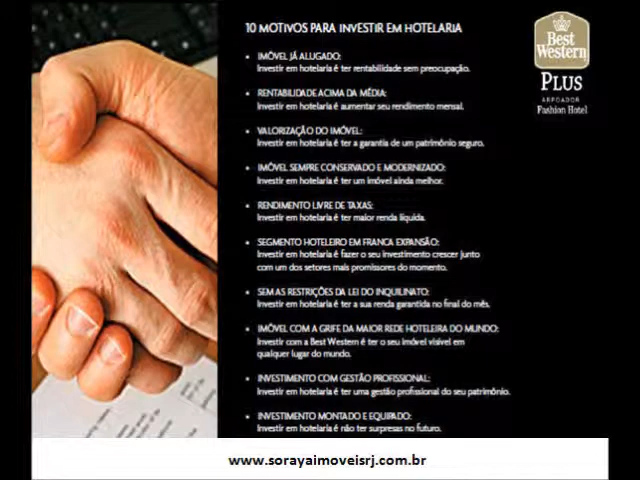 10 MOTIVOS PARA INVESTIR EM HOTELARIA
Best
Western
PLUS
ARPOADOR
Fashion Hotel
• IMÓVEL JÁ ALUGADO:
Investir em hotelaria é ter rentabilidade sem preocupação.
• RENTABILIDADE ACIMA DA MÉDIA:
Investir em hotelaria é aumentar seu rendimento mensal.
• VALORIZAÇÃO DO IMÓVEL:
Investir em hotelaria é ter a garantia de um patrimônio seguro.
• IMÓVEL SEMPRE CONSERVADO E MODERNIZADO:
Investir em hotelaria é ter um imóvel ainda melhor.
• RENDIMENTO LIVRE DE TAXAS:
Investir em hotelaria é ter maior renda líquida.
• SEGMENTO HOTELEIRO EM FRANCA EXPANSÃO:
Investir em hotelaria é fazer o seu investimento crescer junto
com um dos setores mais promissores do momento.
• SEM AS RESTRIÇÕES DA LEI DO INQUILINATO:
Investir em hotelaria é ter a sua renda garantida no final do mês.
• IMÓVEL COM A GRIFE DA MAIOR REDE HOTELEIRA DO MUNDO:
Investir com a Best Western é ter o seu imóvel visível em
qualquer lugar do mundo.
• INVESTIMENTO COM GESTÃO PROFISSIONAL:
Investir em hotelaria é ter uma gestão profissional do seu patrimônio.
• INVESTIMENTO MONTADO E EQUIPADO:
Investir em hotelaria é não ter surpresas no futuro.
www.sorayaimoveisrj.com.br